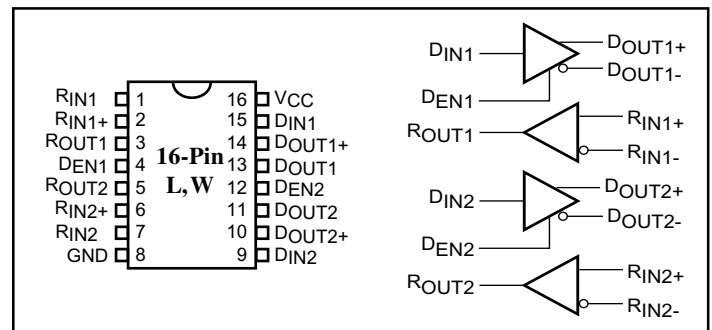 RIN1 1 16 VCC
RIN1+ 2 15 DIN1
ROUT1 3 14 DOUT1+
DEN1 4 13 DOUT1
ROUT2 5 12 DEN2
RIN2+ 6 11 DOUT2
RIN2 7 10 DOUT2+
GND 8 9 DIN2
16-Pin
L,W
DIN1
DOUT1+
DOUT1-
DEN1
ROUT1
RIN1+
RIN1-
DIN2
DOUT2+
DOUT2-
DEN2
ROUT2
RIN2+
RIN2-